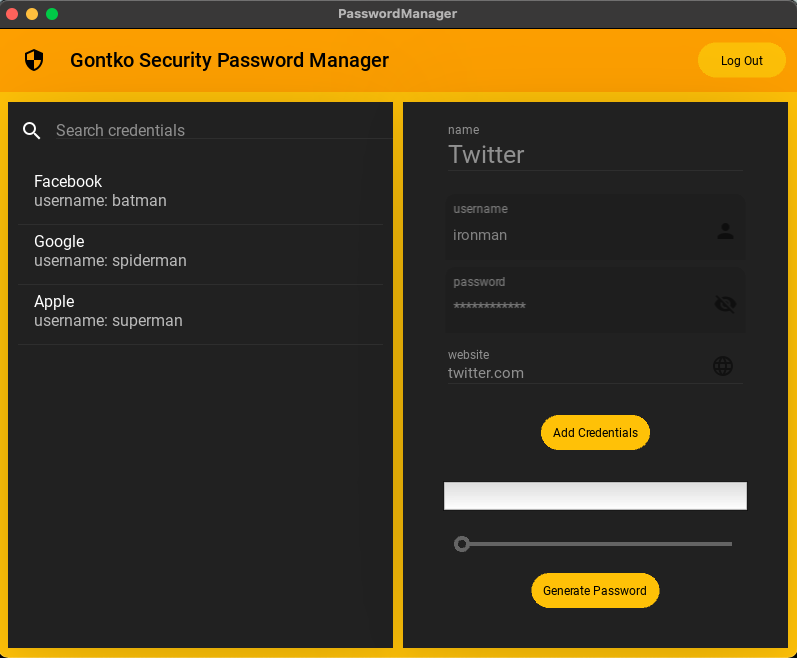 PasswordManager
Gontko Security Password Manager
Log Out
Search credentials
Facebook
username: batman
Google
username: spiderman
Apple
username: superman
name
Twitter
username
ironman
password
************
website
twitter.com
Add Credentials
Generate Password